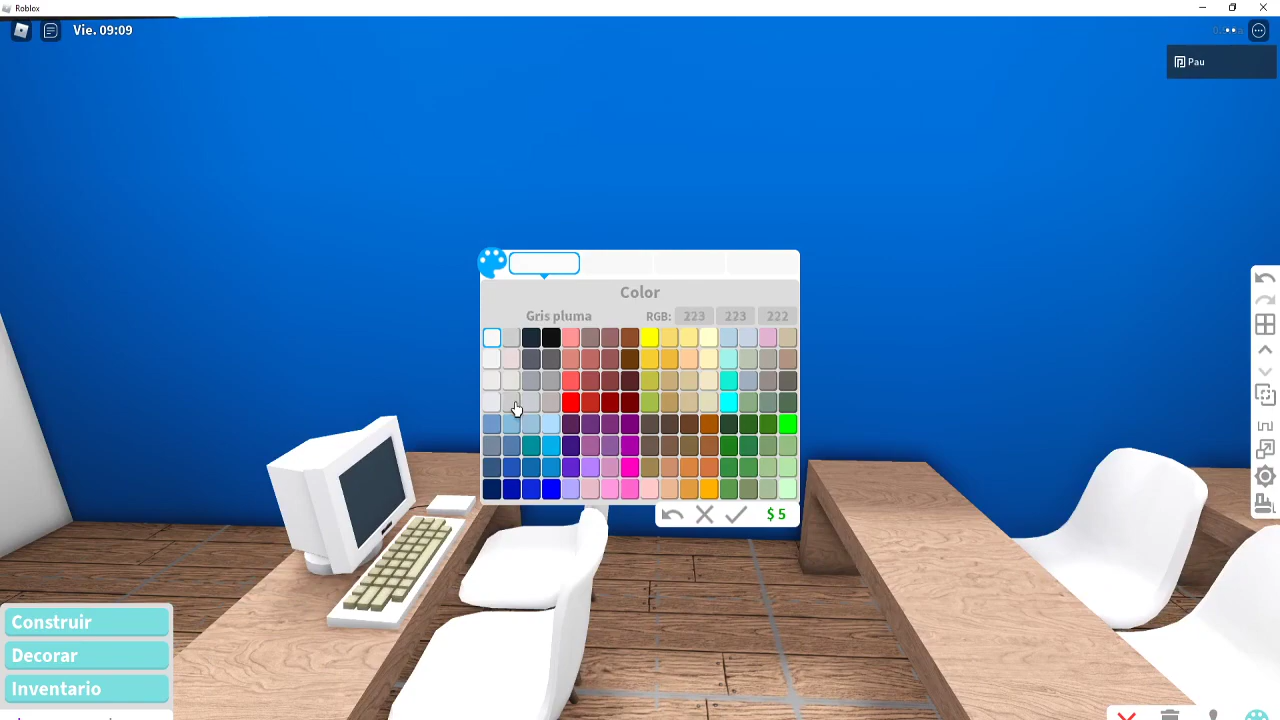 Roblox
Vie. 09:09
Pau
Color
Gris pluma
RGB: 223 223 222
$ 5
Construir
Decorar
Inventario